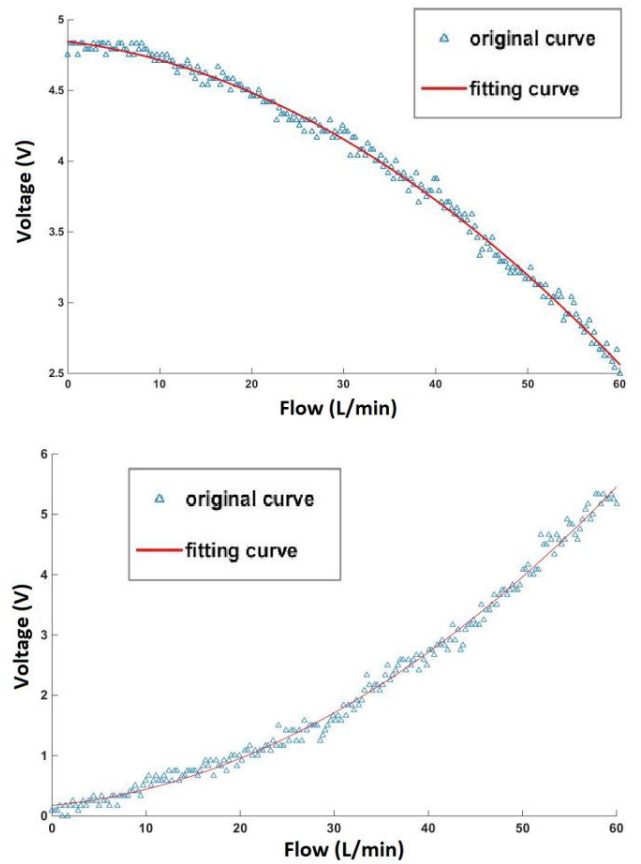 5
4.5
4
3.5
3
2.5
Voltage (V)
original curve
fitting curve
0 10 20 30 40 50 60
Flow (L/min)
6
5
4
3
2
1
0
Voltage (V)
original curve
fitting curve
0 10 20 30 40 50 60
Flow (L/min)